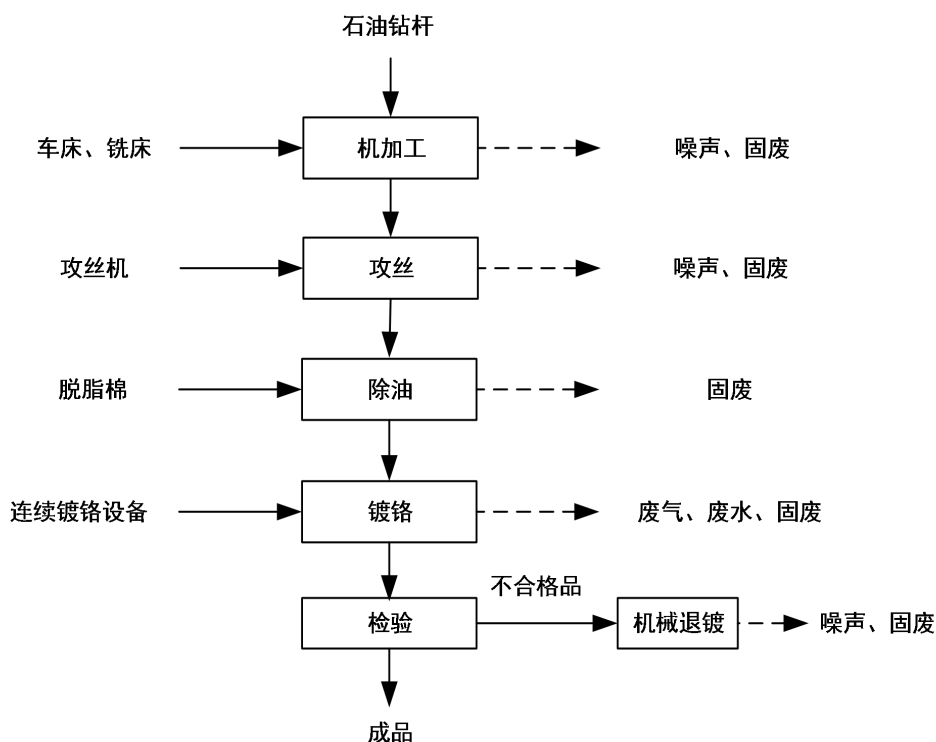 石油钻杆
车床、铣床
机加工
噪声、固废
攻丝机
攻丝
噪声、固废
脱脂棉
除油
固废
连续镀铬设备
镀铬
废气、废水、固废
不合格品
检验
机械退镀
噪声、固废
成品